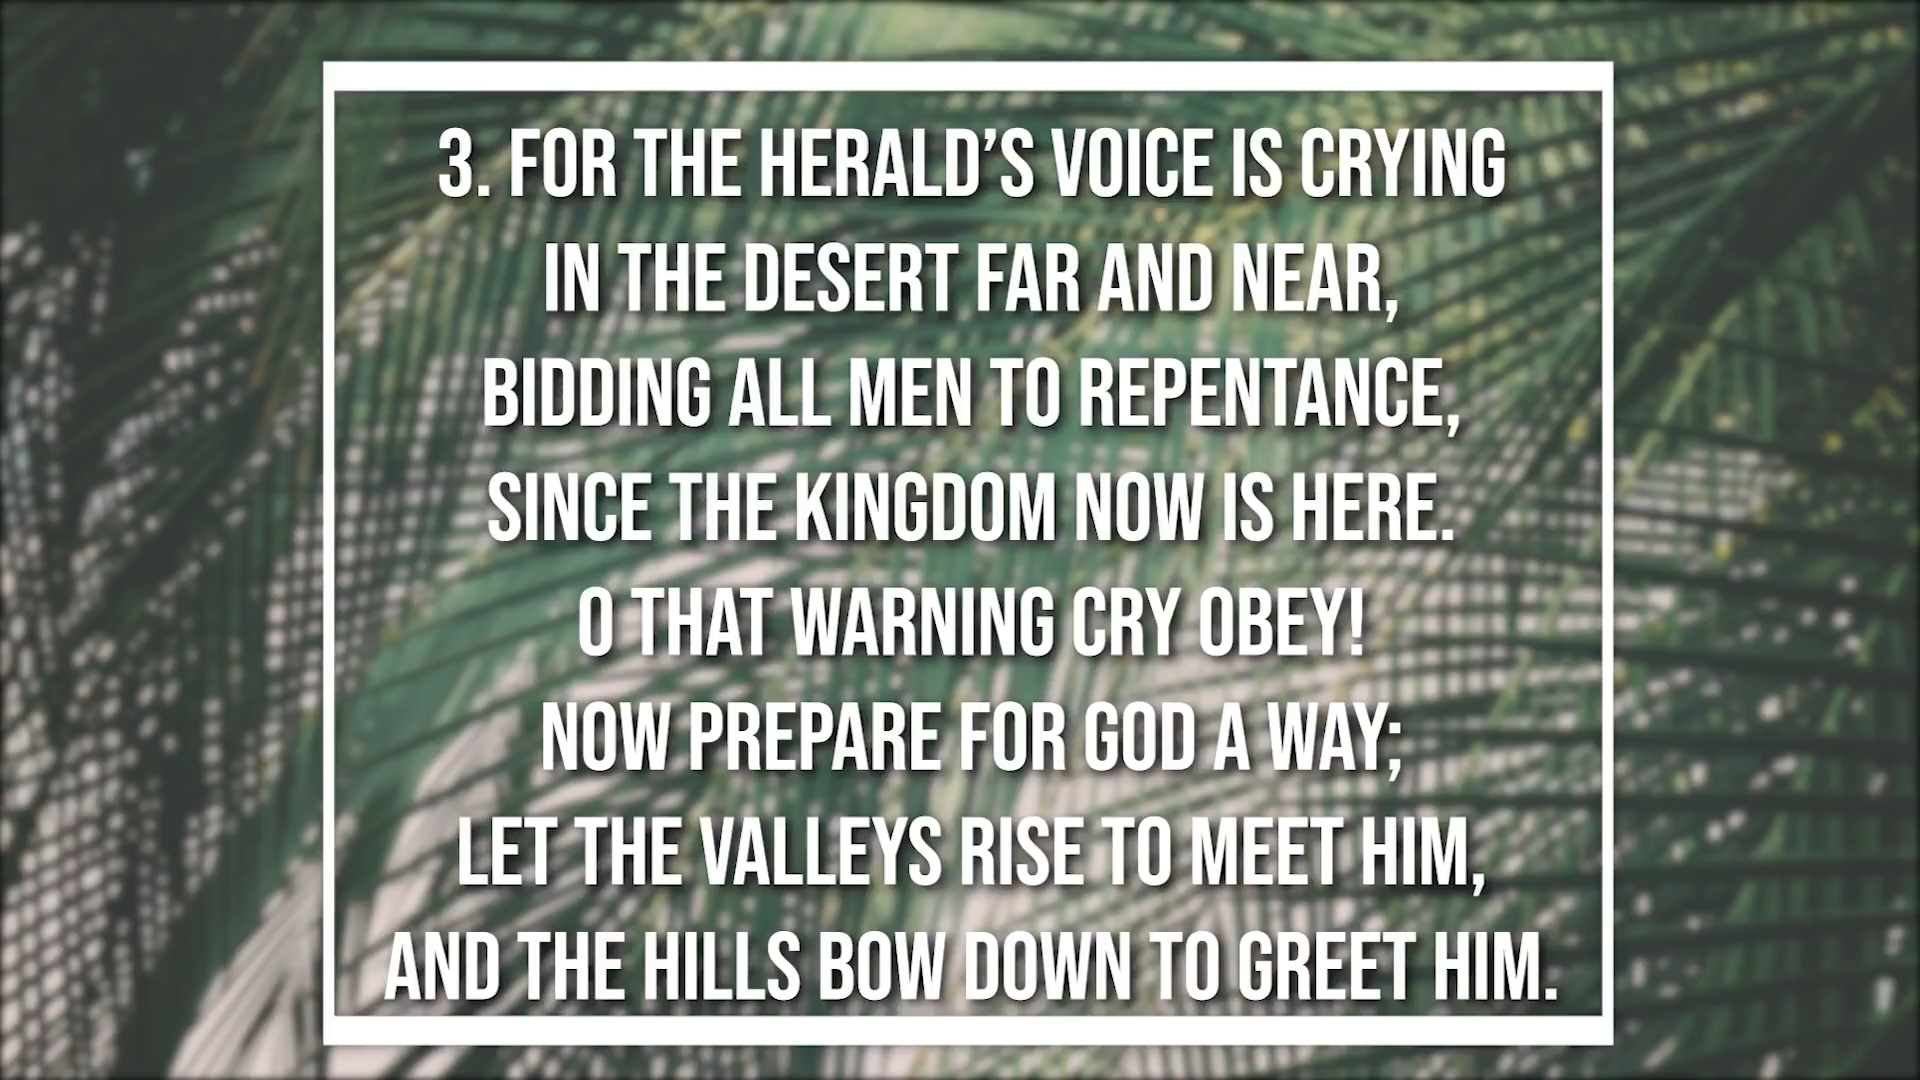 3. FOR THE HERALD’S VOICE IS CRYING
IN THE DESERT FAR AND NEAR,
BIDDING ALL MEN TO REPENTANCE,
SINCE THE KINGDOM NOW IS HERE.
O THAT WARNING CRY OBEY!
NOW PREPARE FOR GOD A WAY;
LET THE VALLEYS RISE TO MEET HIM,
AND THE HILLS BOW DOWN TO GREET HIM.